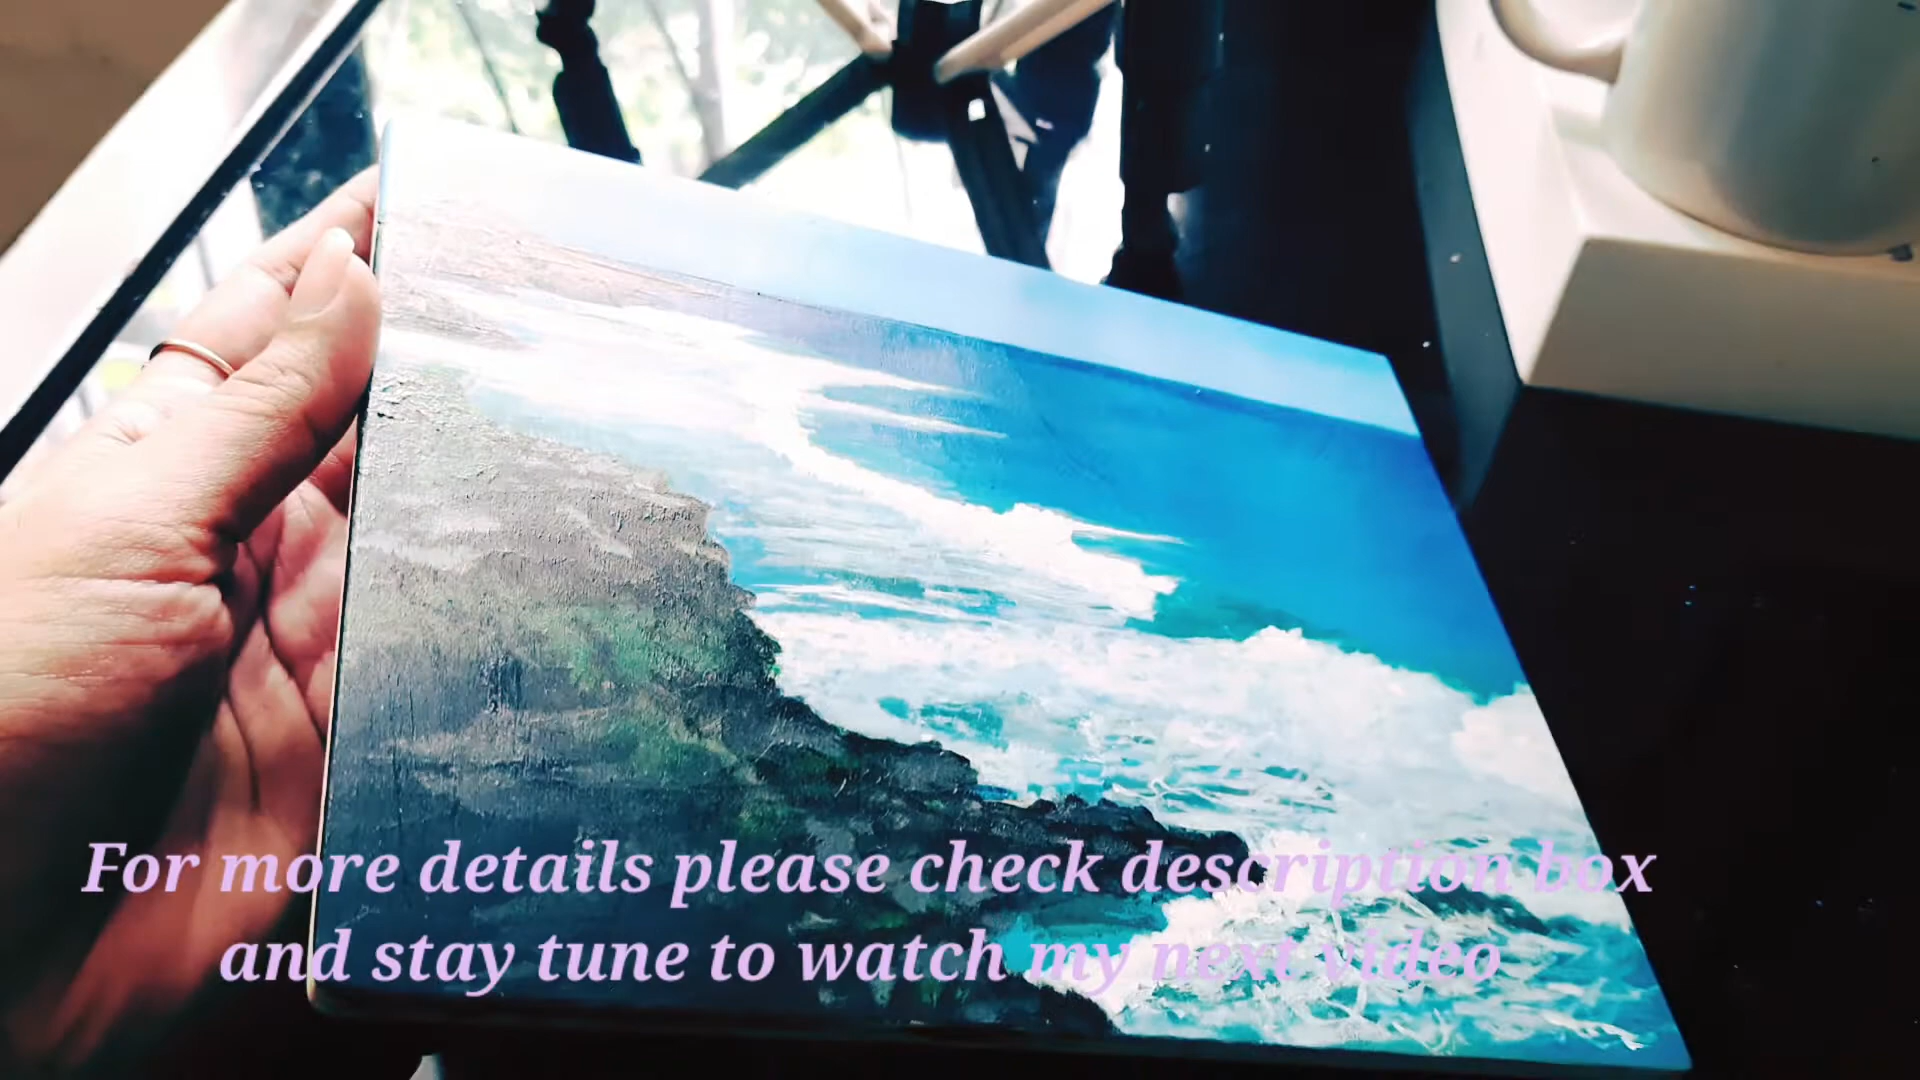 For more details please check description box
and stay tune to watch my next video